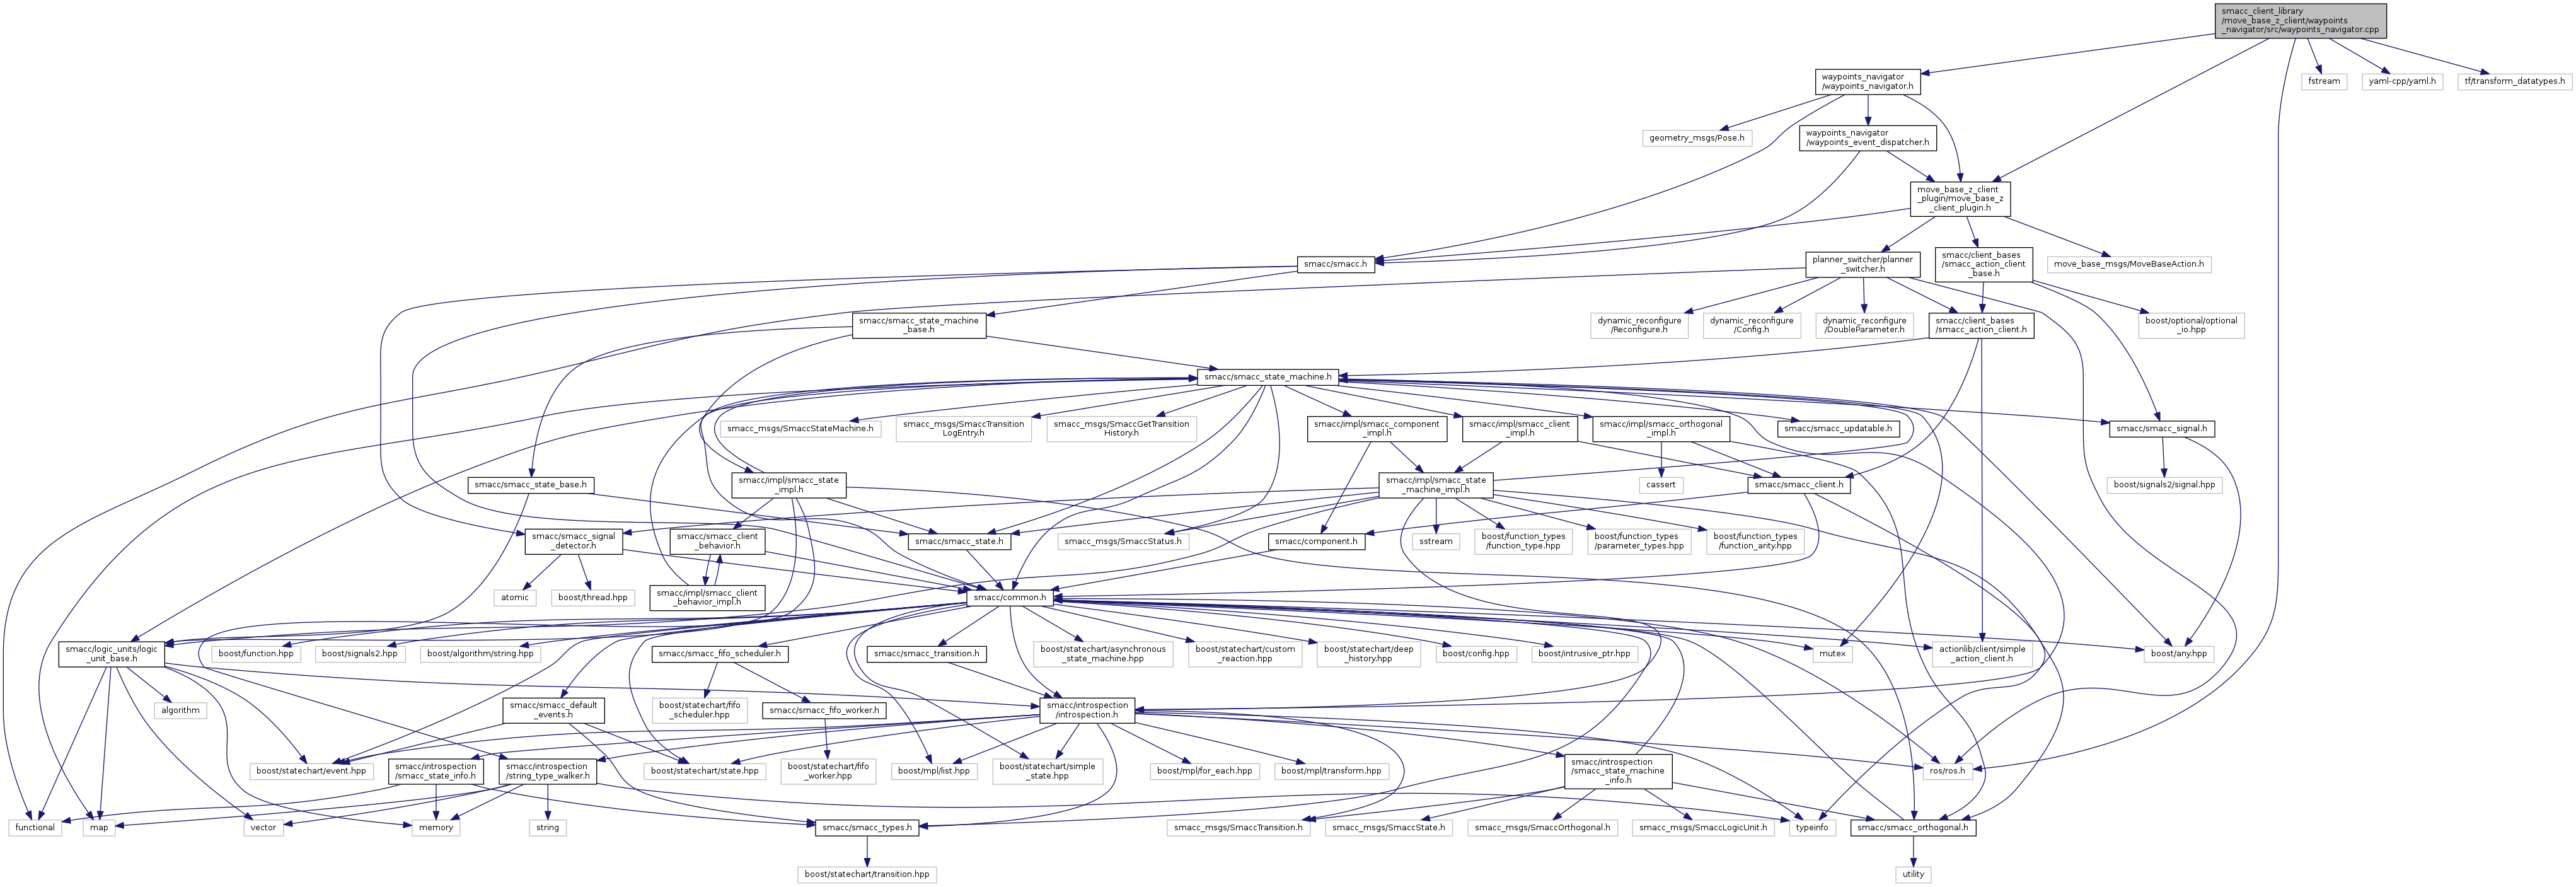 smacc_client_library
/move_base_z_client/waypoints
_navigator/src/waypoints_navigator.cpp
waypoints_navigator
/waypoints_navigator.h
fstream
yaml-cpp/yaml.h
tf/transform_datatypes.h
geometry_msgs/Pose.h
waypoints_navigator
/waypoints_event_dispatcher.h
move_base_z_client
_plugin/move_base_z
_client_plugin.h
smacc/smacc.h
planner_switcher/planner
_switcher.h
smacc/client_bases
/smacc_action_client
_base.h
move_base_msgs/MoveBaseAction.h
smacc/smacc_state_machine
_base.h
dynamic_reconfigure
/Reconfigure.h
dynamic_reconfigure
/Config.h
dynamic_reconfigure
/DoubleParameter.h
smacc/client_bases
/smacc_action_client.h
boost/optional/optional
_io.hpp
smacc/smacc_state_machine.h
smacc_msgs/SmaccStateMachine.h
smacc_msgs/SmaccTransition
LogEntry.h
smacc_msgs/SmaccGetTransition
History.h
smacc/impl/smacc_component
_impl.h
smacc/impl/smacc_client
_impl.h
smacc/impl/smacc_orthogonal
_impl.h
smacc/smacc_updatable.h
smacc/smacc_signal.h
smacc/smacc_state_base.h
smacc/impl/smacc_state
_impl.h
smacc/impl/smacc_state
_machine_impl.h
cassert
smacc/smacc_client.h
boost/signals2/signal.hpp
smacc/smacc_signal
_detector.h
smacc/smacc_client
_behavior.h
smacc/smacc_state.h
smacc_msgs/SmaccStatus.h
smacc/component.h
sstream
boost/function_types
/function_type.hpp
boost/function_types
/parameter_types.hpp
boost/function_types
/function_arity.hpp
atomic
boost/thread.hpp
smacc/impl/smacc_client
_behavior_impl.h
smacc/common.h
smacc/logic_units/logic
_unit_base.h
boost/function.hpp
boost/signals2.hpp
boost/algorithm/string.hpp
smacc/smacc_fifo_scheduler.h
smacc/smacc_transition.h
boost/statechart/asynchronous
_state_machine.hpp
boost/statechart/custom
_reaction.hpp
boost/statechart/deep
_history.hpp
boost/config.hpp
boost/intrusive_ptr.hpp
mutex
actionlib/client/simple
_action_client.h
boost/any.hpp
algorithm
smacc/smacc_default
_events.h
boost/statechart/fifo
_scheduler.hpp
smacc/smacc_fifo_worker.h
smacc/introspection
/introspection.h
boost/statechart/event.hpp
smacc/introspection
/smacc_state_info.h
smacc/introspection
/string_type_walker.h
boost/statechart/state.hpp
boost/statechart/fifo
_worker.hpp
boost/mpl/list.hpp
boost/statechart/simple
_state.hpp
boost/mpl/for_each.hpp
boost/mpl/transform.hpp
smacc/introspection
/smacc_state_machine
_info.h
ros/ros.h
functional
map
vector
memory
string
smacc/smacc_types.h
smacc_msgs/SmaccTransition.h
smacc_msgs/SmaccState.h
smacc_msgs/SmaccOrthogonal.h
smacc_msgs/SmaccLogicUnit.h
typeinfo
smacc/smacc_orthogonal.h
boost/statechart/transition.hpp
utility